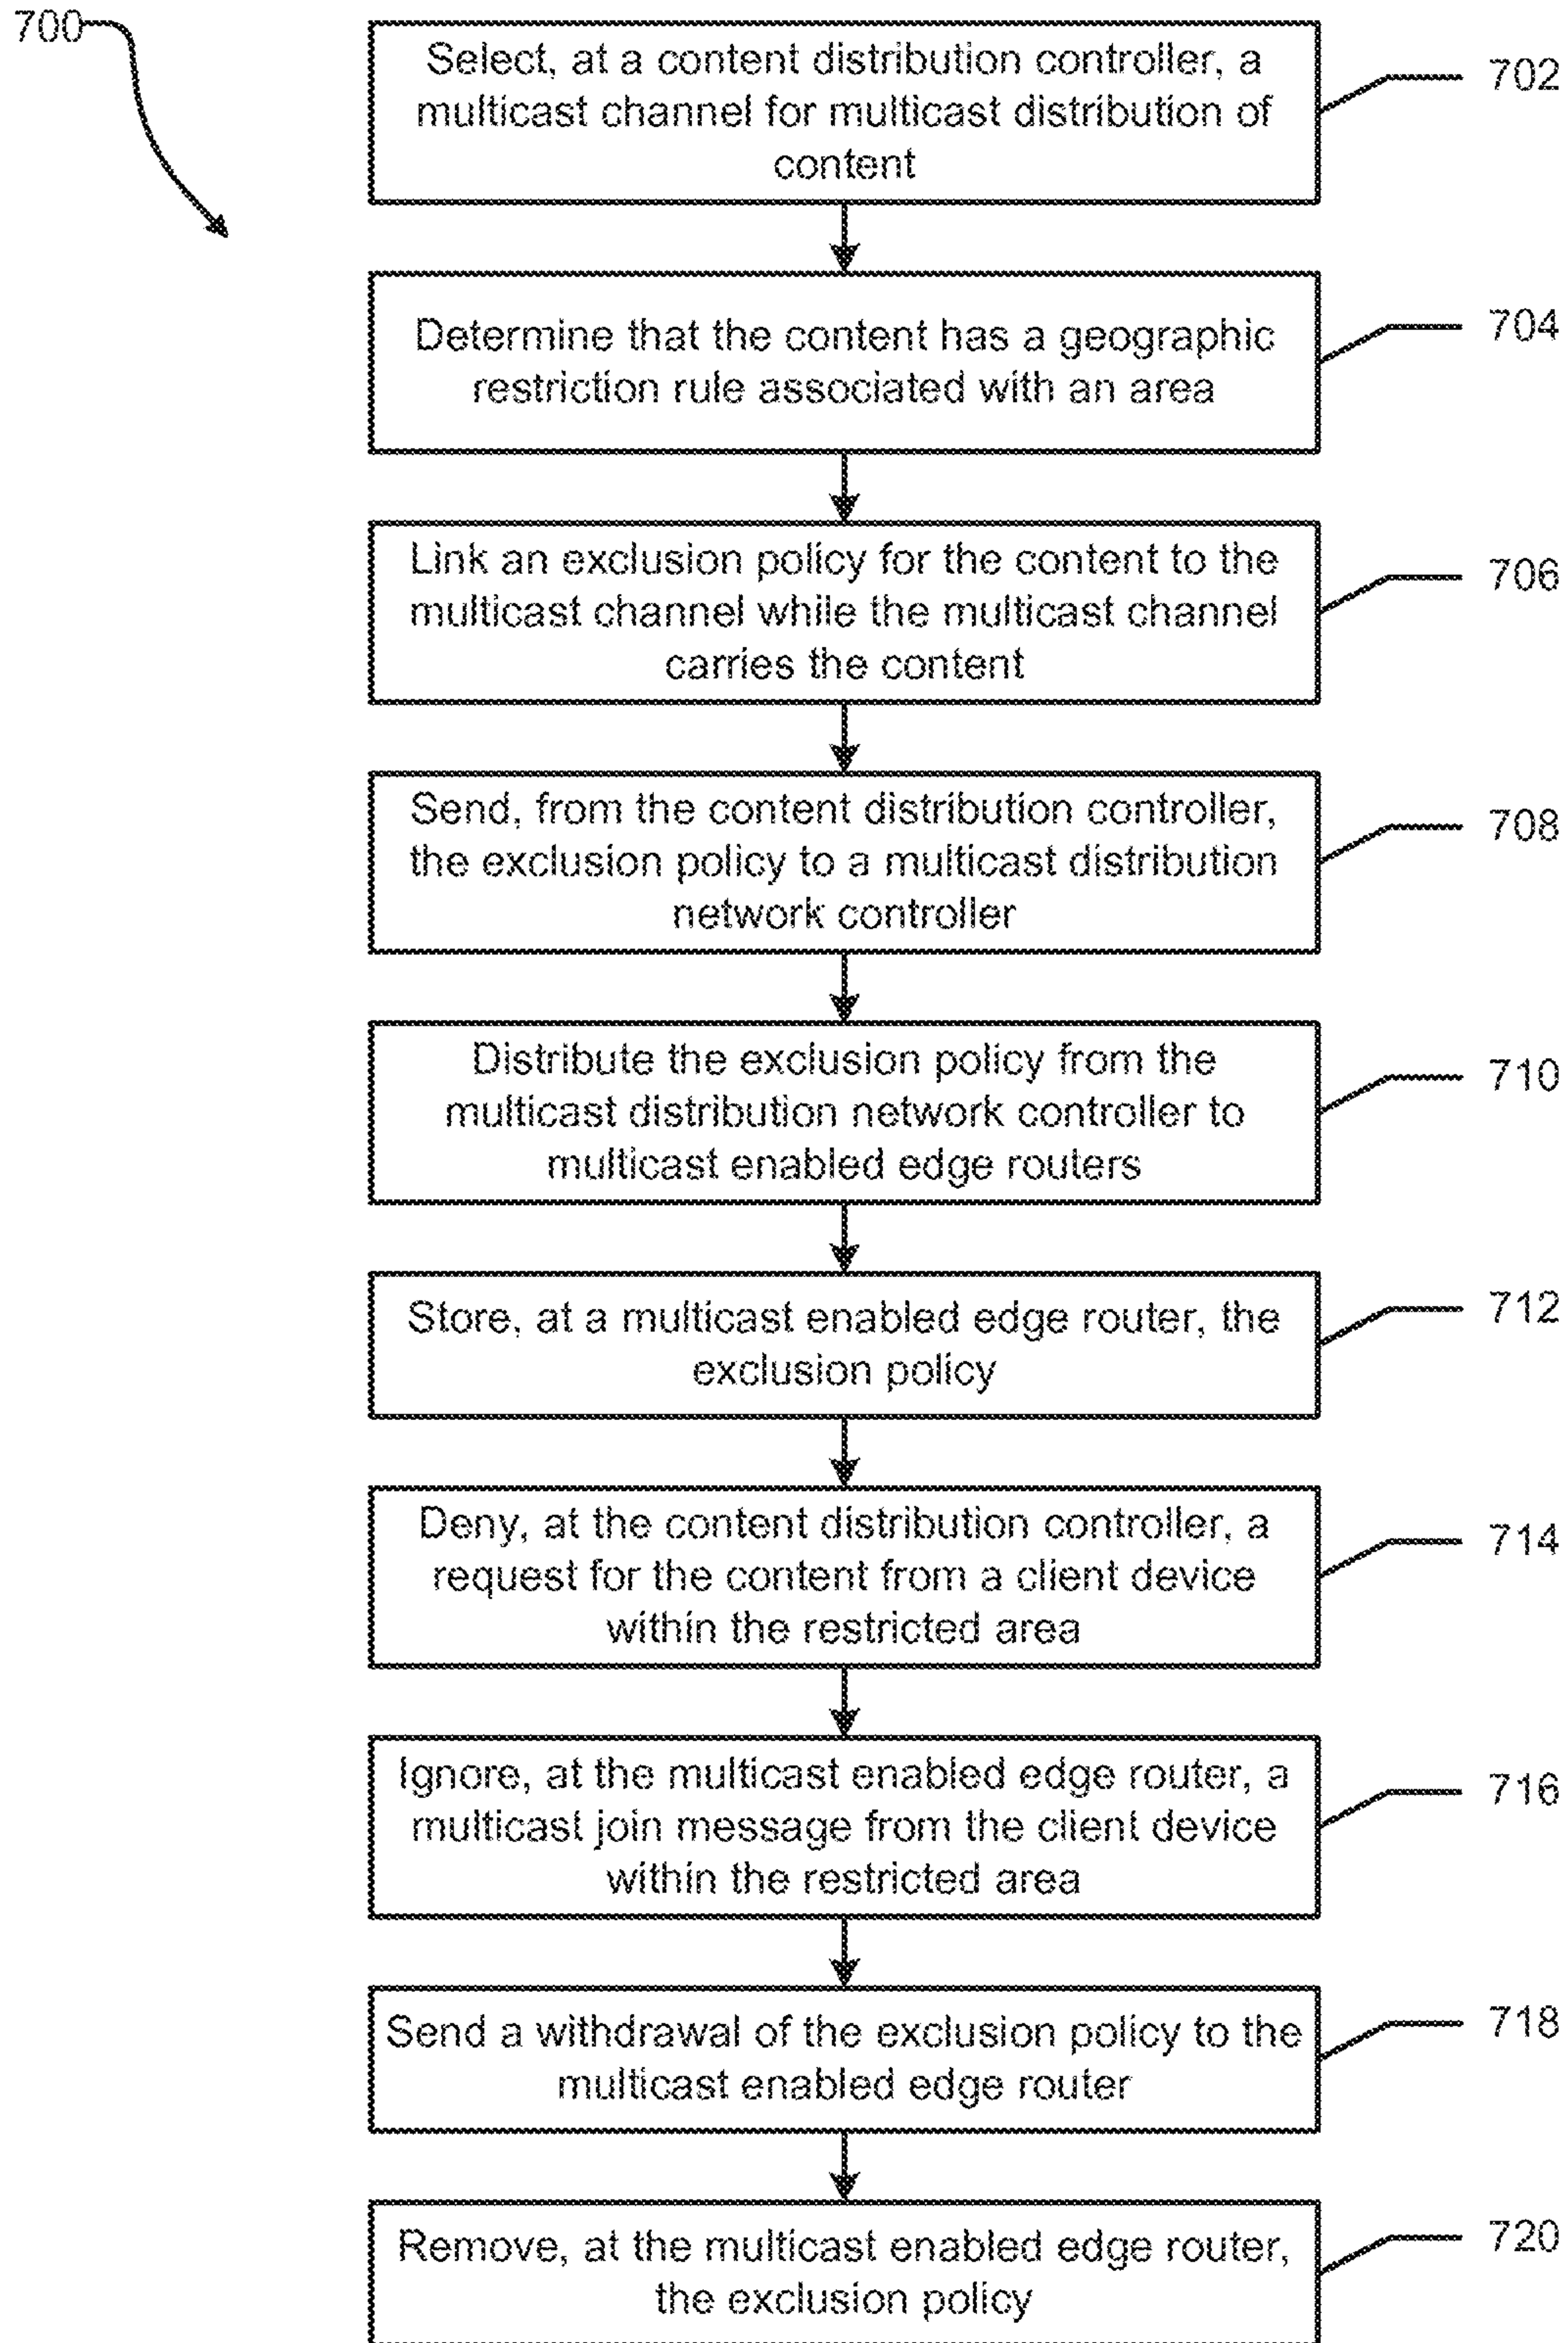 700
Select, at a content distribution controller, a
multicast channel for multicast distribution of
content
702
Determine that the content has a geographic
restriction rule associated with an area
704
Link an exclusion policy for the content to the
multicast channel while the multicast channel
carries the content
706
Send, from the content distribution controller,
the exclusion policy to a multicast distribution
network controller
708
Distribute the exclusion policy from the
multicast distribution network controller to
multicast enabled edge routers
710
Store, at a multicast enabled edge router, the
exclusion policy
712
Deny, at the content distribution controller, a
request for the content from a client device
within the restricted area
714
Ignore, at the multicast enabled edge router, a
multicast join message from the client device
within the restricted area
716
Send a withdrawal of the exclusion policy to the
multicast enabled edge router
718
Remove, at the multicast enabled edge router,
the exclusion policy
720